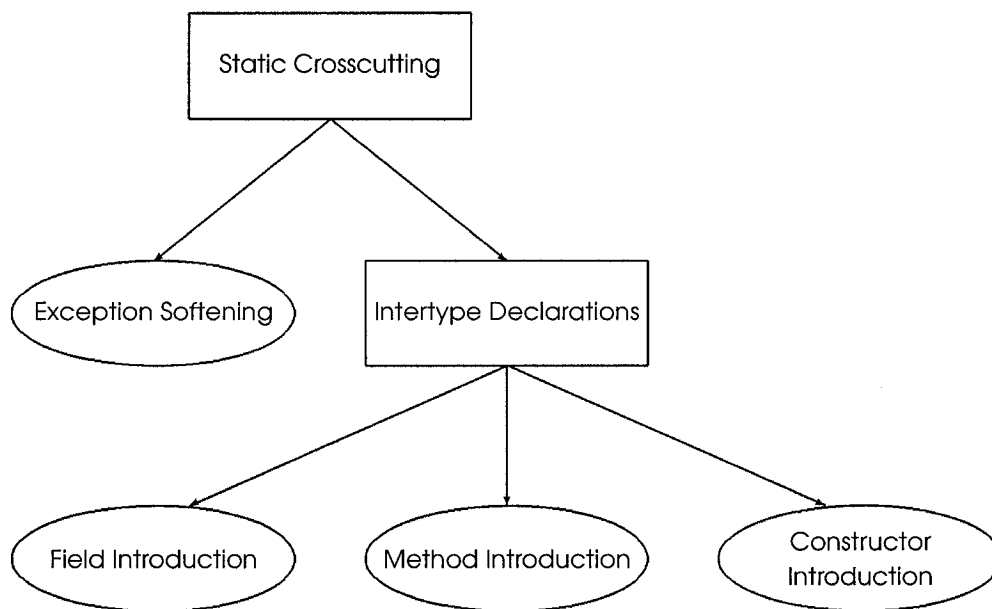 Static Crosscutting
Exception Softening
Intertype Declarations
Field Introduction
Method Introduction
Constructor
Introduction